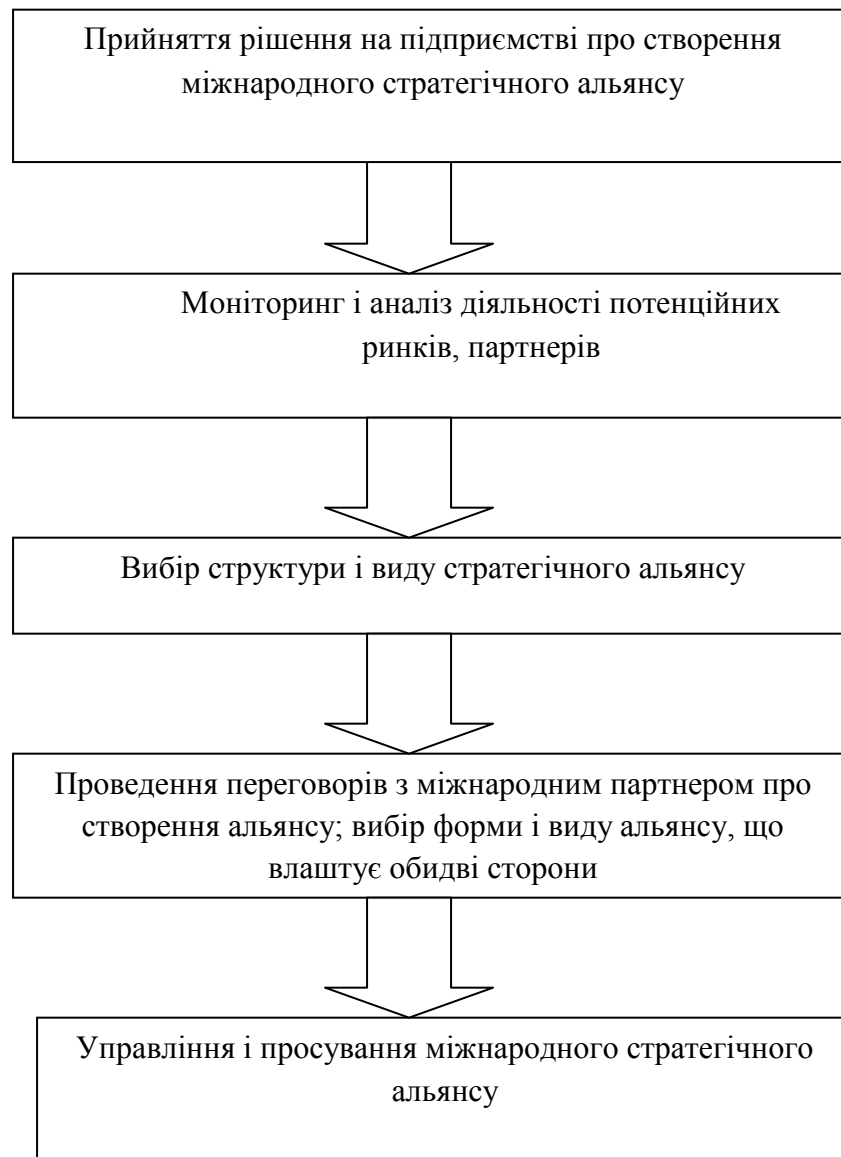 Прийняття рішення на підприємстві про створення
міжнародного стратегічного альянсу
Моніторинг і аналіз діяльності потенційних
ринків, партнерів
Вибір структури і виду стратегічного альянсу
Проведення переговорів з міжнародним партнером про
створення альянсу; вибір форми і виду альянсу, що
влаштує обидві сторони
Управління і просування міжнародного стратегічного
альянсу